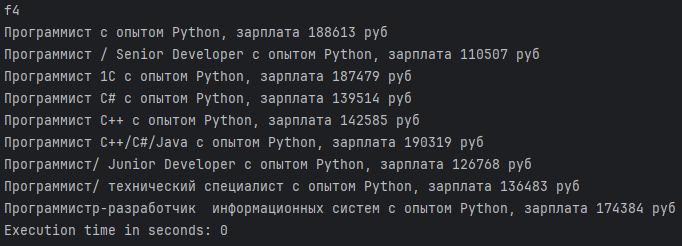 f4
Программист с опытом Python, зарплата 188613 руб
Программист / Senior Developer с опытом Python, зарплата 110507 руб
Программист 1C с опытом Python, зарплата 187479 руб
Программист C# с опытом Python, зарплата 139514 руб
Программист C++ с опытом Python, зарплата 142585 руб
Программист C++/C#/Java с опытом Python, зарплата 190319 руб
Программист/ Junior Developer с опытом Python, зарплата 126768 руб
Программист/ технический специалист с опытом Python, зарплата 136483 руб
Программистр-разработчик  информационных систем с опытом Python, зарплата 174384 руб
Execution time in seconds: 0